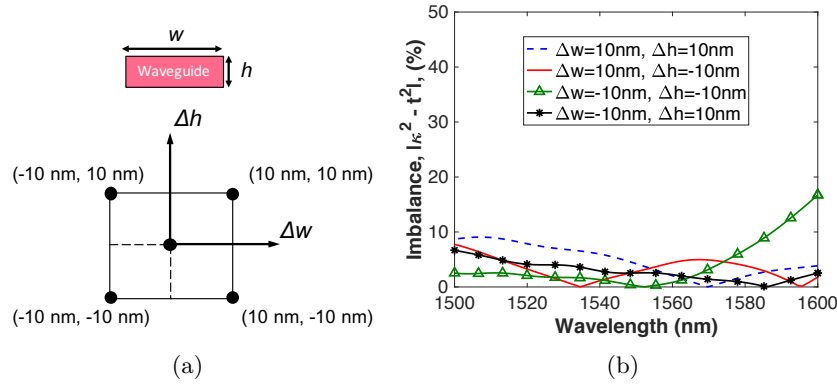 w
Waveguide
h
Δh
(-10 nm, 10 nm)
(10 nm, 10 nm)
Δw
(-10 nm, -10 nm)
(10 nm, -10 nm)
(a)
Imbalance, |κ² - t²|, (%)
50
40
30
20
10
0
Δw=10nm, Δh=10nm
Δw=10nm, Δh=-10nm
Δw=-10nm, Δh=-10nm
Δw=-10nm, Δh=10nm
1500
1520
1540
1560
1580
1600
Wavelength (nm)
(b)